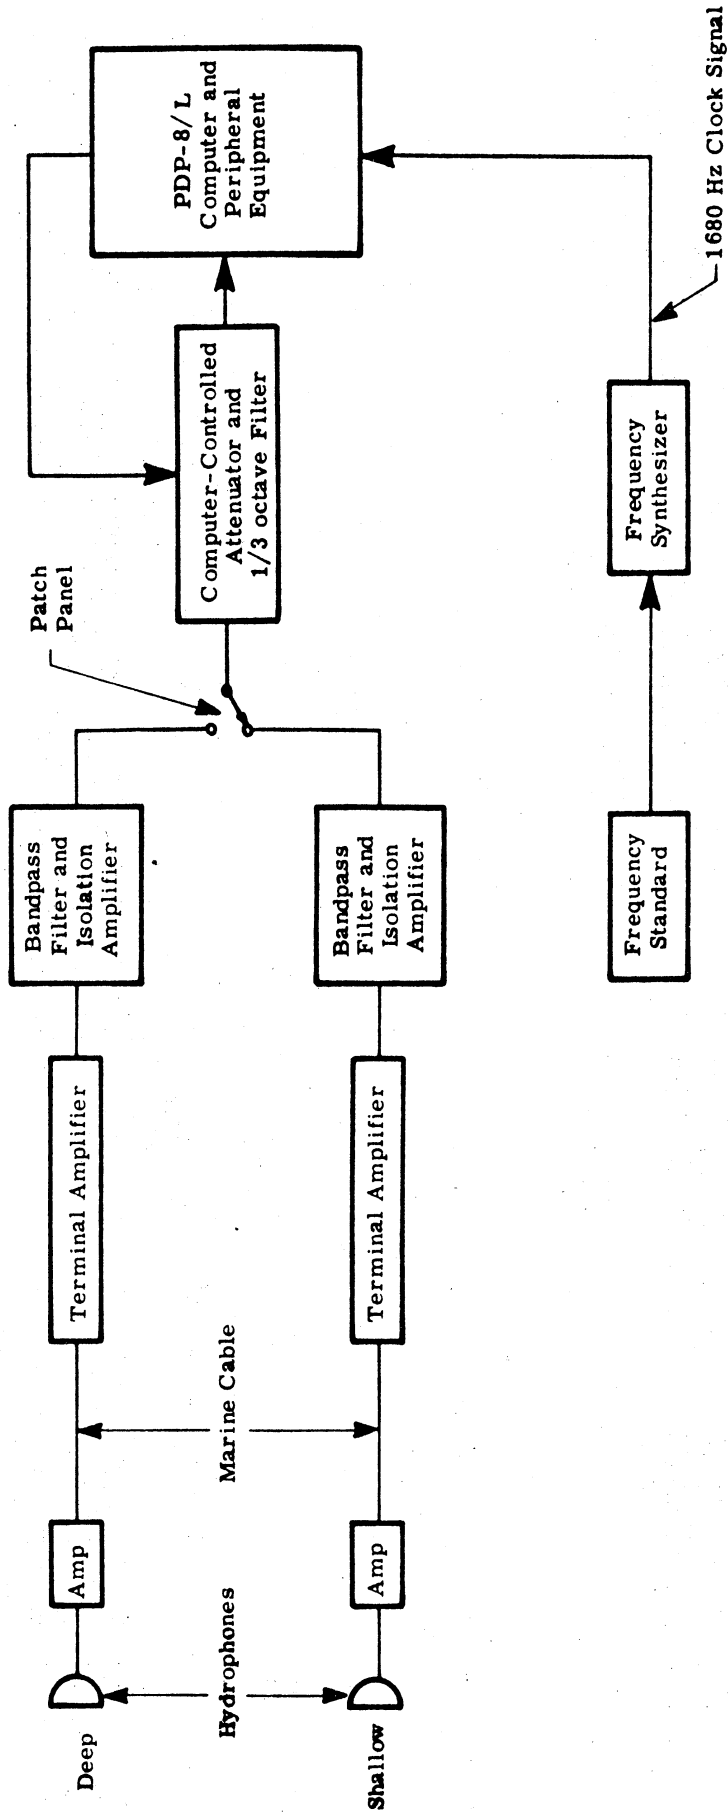 Deep
Hydrophones
Shallow
Amp
Amp
Marine Cable
Terminal Amplifier
Terminal Amplifier
Bandpass
Filter and
Isolation
Amplifier
Bandpass
Filter and
Isolation
Amplifier
Patch
Panel
Computer-Controlled
Attenuator and
1/3 octave Filter
PDP-8/L
Computer and
Peripheral
Equipment
Frequency
Standard
Frequency
Synthesizer
1680 Hz Clock Signal